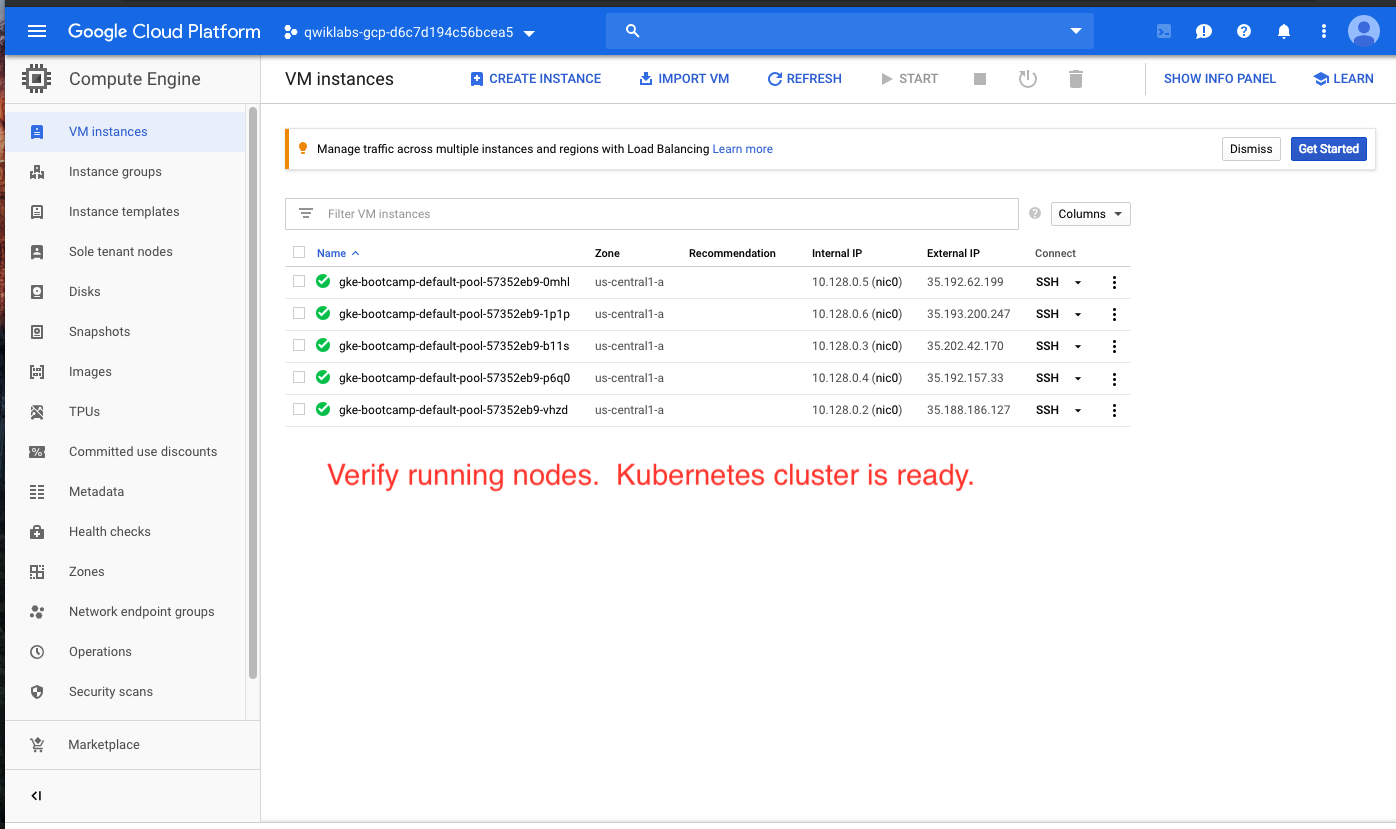 Google Cloud Platform qwiklabs-gcp-d6c7d194c56bcea5
Compute Engine
VM instances CREATE INSTANCE IMPORT VM REFRESH START SHOW INFO PANEL LEARN
VM instances
Instance groups
Instance templates
Sole tenant nodes
Disks
Snapshots
Images
TPUs
Committed use discounts
Metadata
Health checks
Zones
Network endpoint groups
Operations
Security scans
Marketplace
Manage traffic across multiple instances and regions with Load Balancing Learn more Dismiss Get Started
Filter VM instances Columns
Name Zone Recommendation Internal IP External IP Connect
gke-bootcamp-default-pool-57352eb9-0mhl us-central1-a 10.128.0.5 (nic0) 35.192.62.199 SSH
gke-bootcamp-default-pool-57352eb9-1p1p us-central1-a 10.128.0.6 (nic0) 35.193.200.247 SSH
gke-bootcamp-default-pool-57352eb9-b11s us-central1-a 10.128.0.3 (nic0) 35.202.42.170 SSH
gke-bootcamp-default-pool-57352eb9-p6q0 us-central1-a 10.128.0.4 (nic0) 35.192.157.33 SSH
gke-bootcamp-default-pool-57352eb9-vhzd us-central1-a 10.128.0.2 (nic0) 35.188.186.127 SSH
Verify running nodes. Kubernetes cluster is ready.